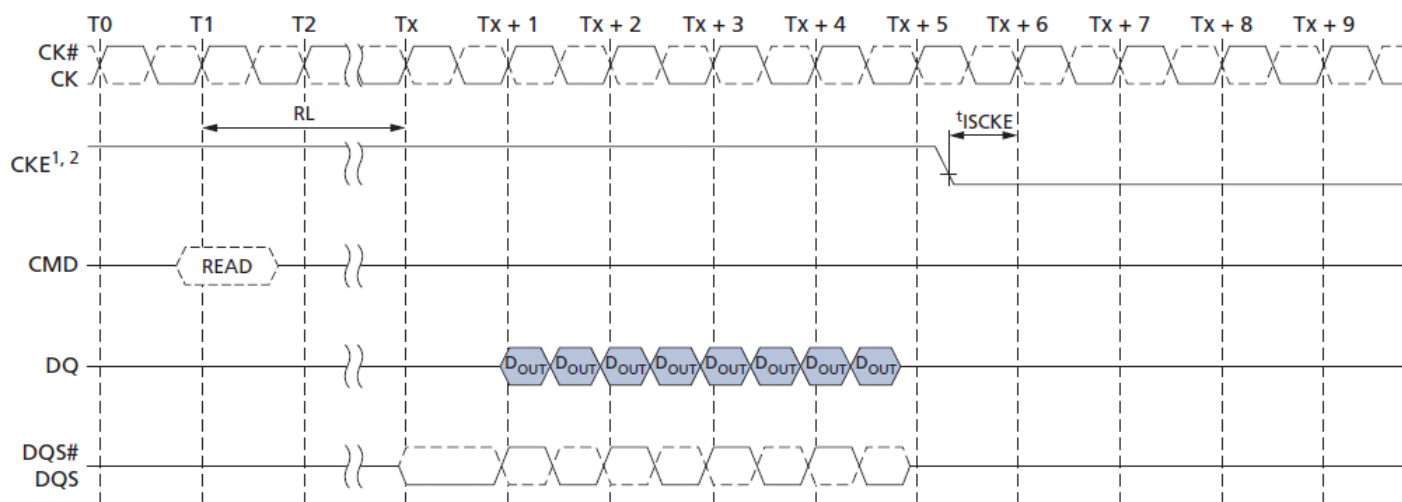 T0 T1 T2 Tx Tx + 1 Tx + 2 Tx + 3 Tx + 4 Tx + 5 Tx + 6 Tx + 7 Tx + 8 Tx + 9
CK#
CK
RL
tISCKE
CKE1, 2
CMD READ
DQ DOUT DOUT DOUT DOUT DOUT DOUT DOUT DOUT
DQS#
DQS